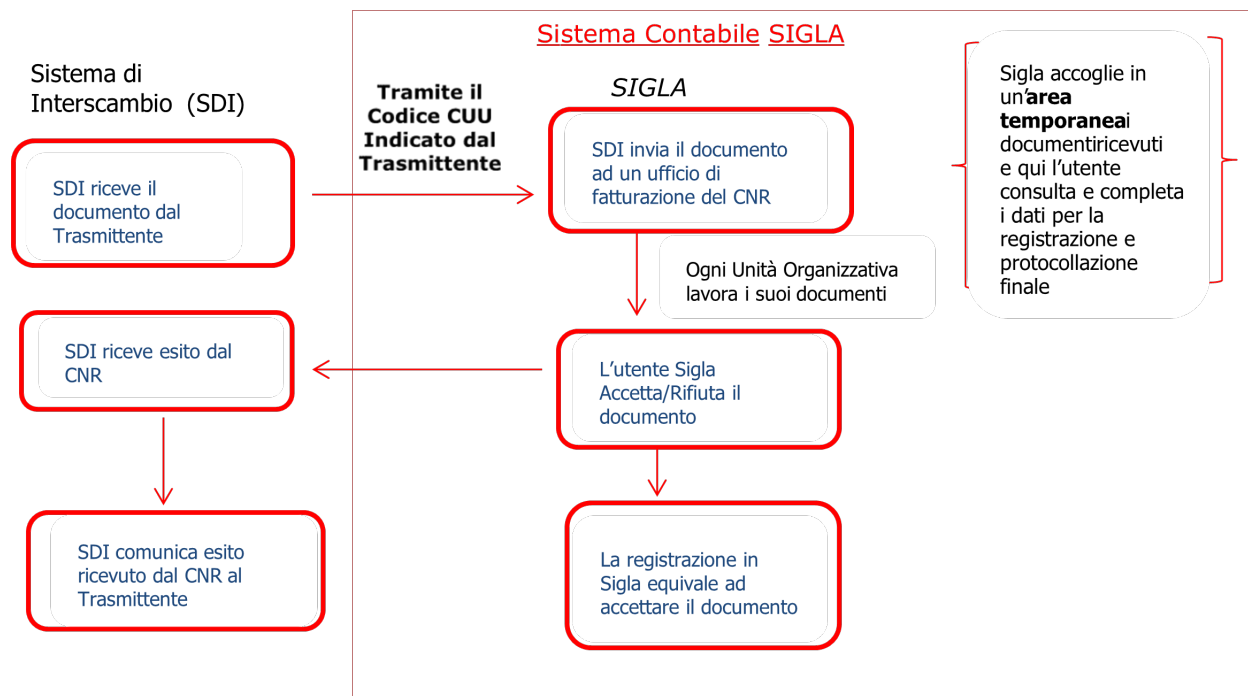 Sistema Contabile SIGLA
Sistema di
Interscambio (SDI)
Tramite il
Codice CUU
Indicato dal
Trasmittente
SIGLA
Sigla accoglie in
un'area
temporaneai
documentiricevuti
e qui l'utente
consulta e completa
i dati per la
registrazione e
protocollazione
finale
SDI riceve il
documento dal
Trasmittente
SDI invia il documento
ad un ufficio di
fatturazione del CNR
Ogni Unità Organizzativa
lavora i suoi documenti
SDI riceve esito dal
CNR
L'utente Sigla
Accetta/Rifiuta il
documento
SDI comunica esito
ricevuto dal CNR al
Trasmittente
La registrazione in
Sigla equivale ad
accettare il documento